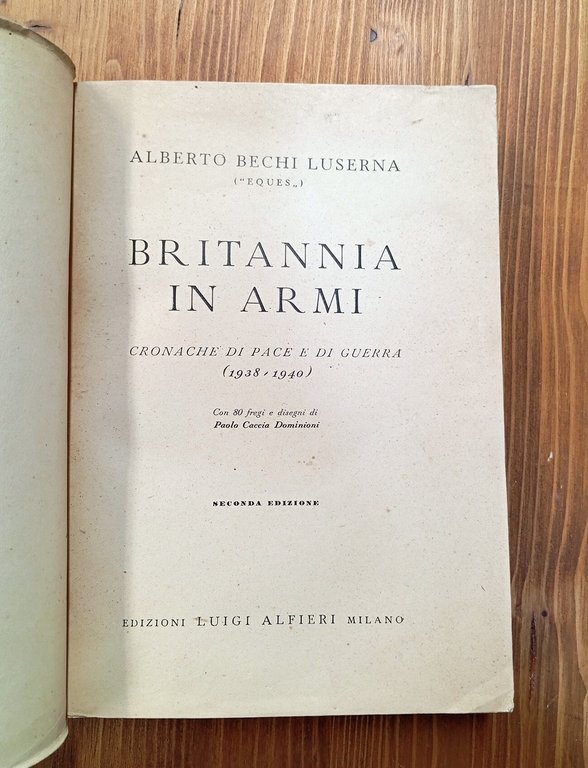 ALBERTO BECHI LUSERNA
("EQUES„)
BRITANNIA
IN ARMI
CRONACHE DI PACE E DI GUERRA
(1938-1940)
Con 80 fregi e disegni di
Paolo Caccia Dominioni
SECONDA EDIZIONE
EDIZIONI LUIGI ALFIERI MILANO